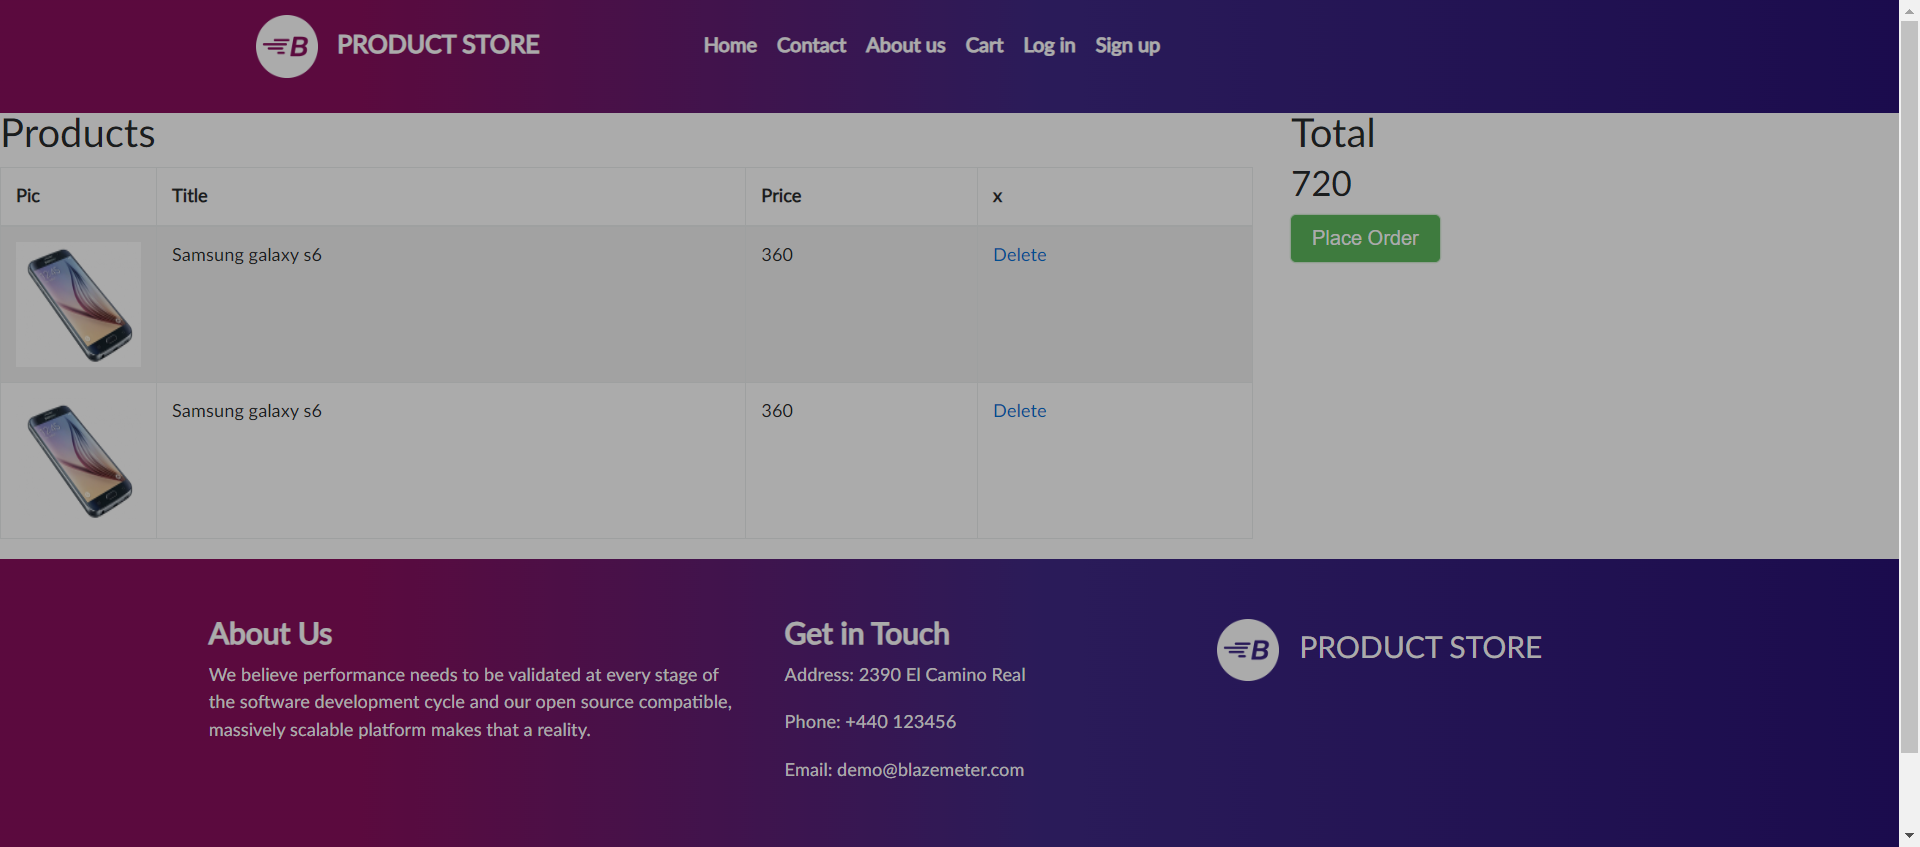 B PRODUCT STORE Home Contact About us Cart Log in Sign up
Products
Pic Title Price x
Samsung galaxy s6 360 Delete
Samsung galaxy s6 360 Delete
Total
720
Place Order
About Us
We believe performance needs to be validated at every stage of
the software development cycle and our open source compatible,
massively scalable platform makes that a reality.
Get in Touch
Address: 2390 El Camino Real
Phone: +440 123456
Email: demo@blazemeter.com
B PRODUCT STORE